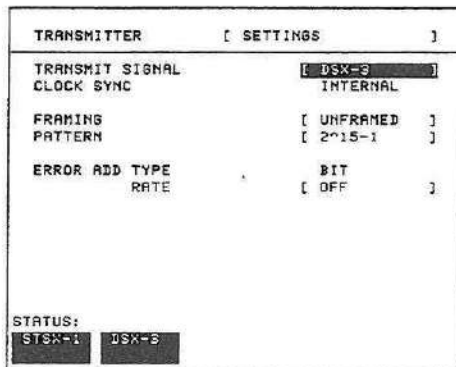 TRANSMITTER [ SETTINGS ]
TRANSMIT SIGNAL [ DSX-3 ]
CLOCK SYNC INTERNAL
FRAMING [ UNFRAMED ]
PATTERN [ 2^15-1 ]
ERROR ADD TYPE BIT
RATE [ OFF ]
STATUS:
STSX-1 DSX-3